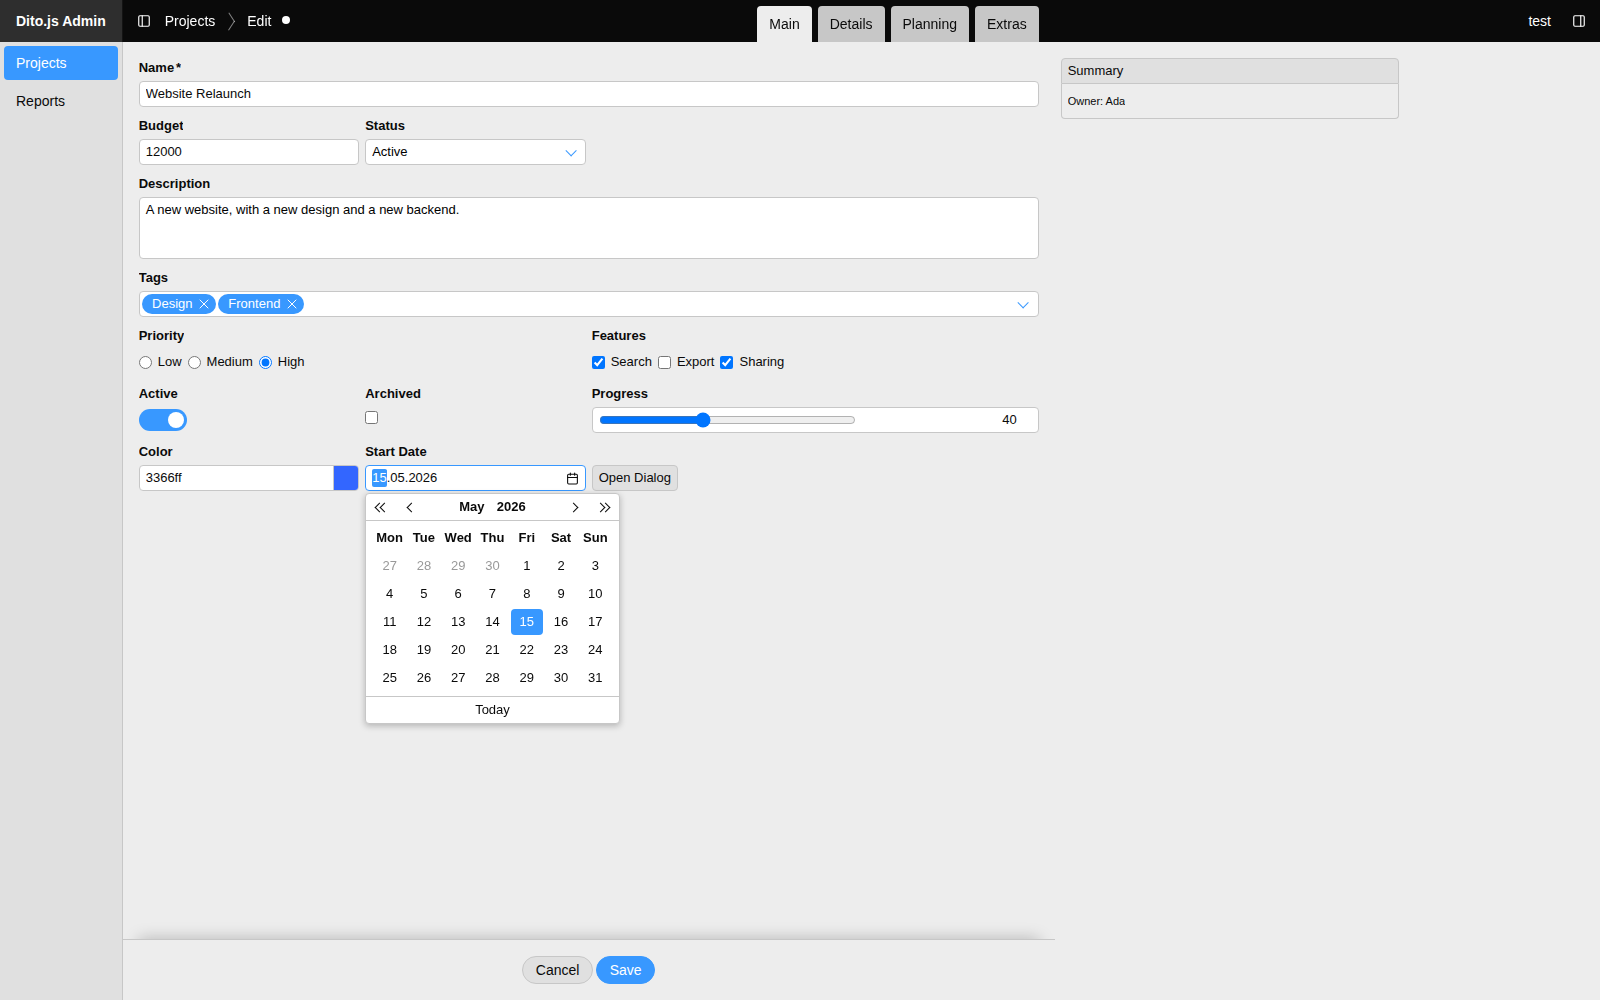 Dito.js Admin
Projects
Edit
Main
Details
Planning
Extras
test
Projects
Reports
Name*
Website Relaunch
Budget
Status
12000
Active
Description
A new website, with a new design and a new backend.
Tags
Design
Frontend
Priority
Features
Low
Medium
High
Search
Export
Sharing
Active
Archived
Progress
40
Color
Start Date
3366ff
15.05.2026
Open Dialog
May 2026
Mon Tue Wed Thu Fri Sat Sun
27 28 29 30 1 2 3
4 5 6 7 8 9 10
11 12 13 14 15 16 17
18 19 20 21 22 23 24
25 26 27 28 29 30 31
Today
Summary
Owner: Ada
Cancel
Save